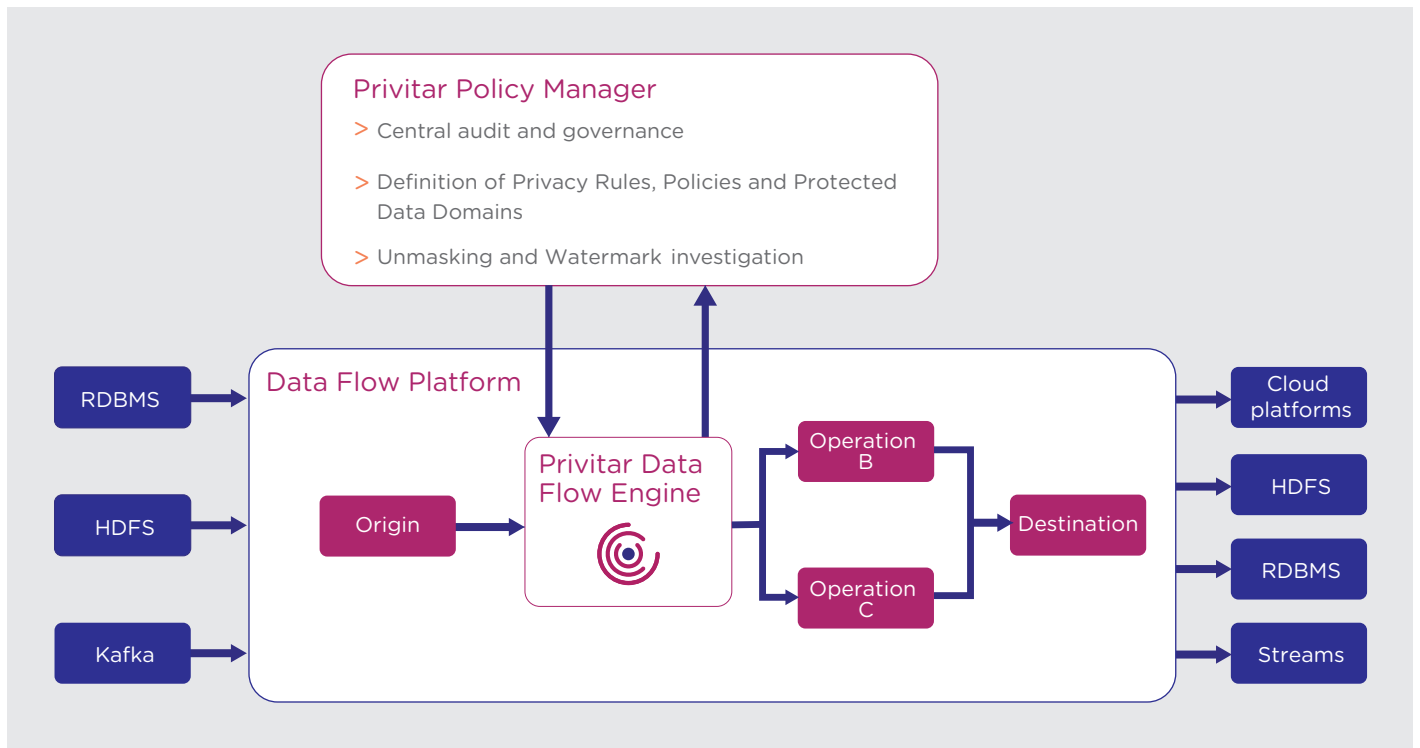 Privitar Policy Manager
> Central audit and governance
> Definition of Privacy Rules, Policies and Protected
Data Domains
> Unmasking and Watermark investigation
RDBMS
HDFS
Kafka
Data Flow Platform
Origin
Privitar Data
Flow Engine
Operation
B
Operation
C
Destination
Cloud
platforms
HDFS
RDBMS
Streams